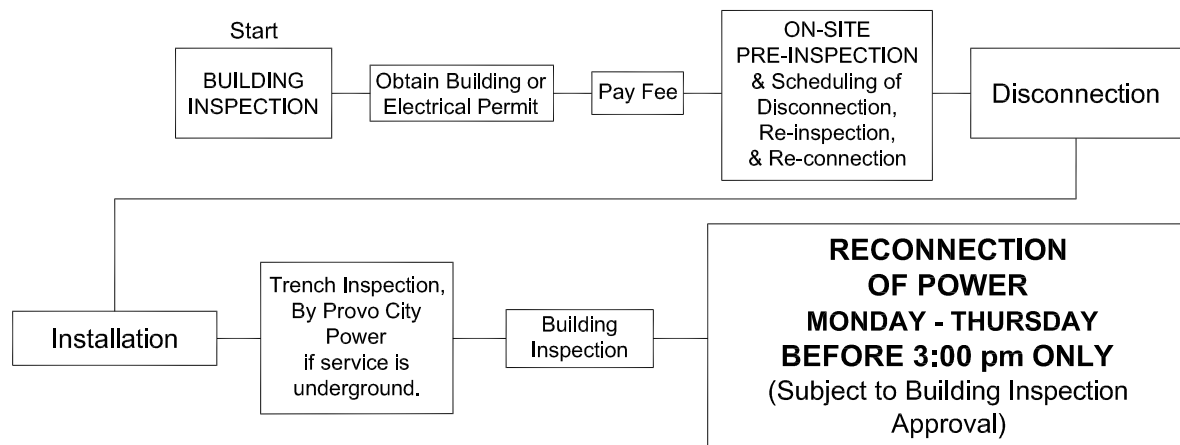 Start
BUILDING
INSPECTION
Obtain Building or
Electrical Permit
Pay Fee
ON-SITE
PRE-INSPECTION
& Scheduling of
Disconnection,
Re-inspection,
& Re-connection
Disconnection
Installation
Trench Inspection,
By Provo City
Power
if service is
underground.
Building
Inspection
RECONNECTION
OF POWER
MONDAY - THURSDAY
BEFORE 3:00 pm ONLY
(Subject to Building Inspection
Approval)